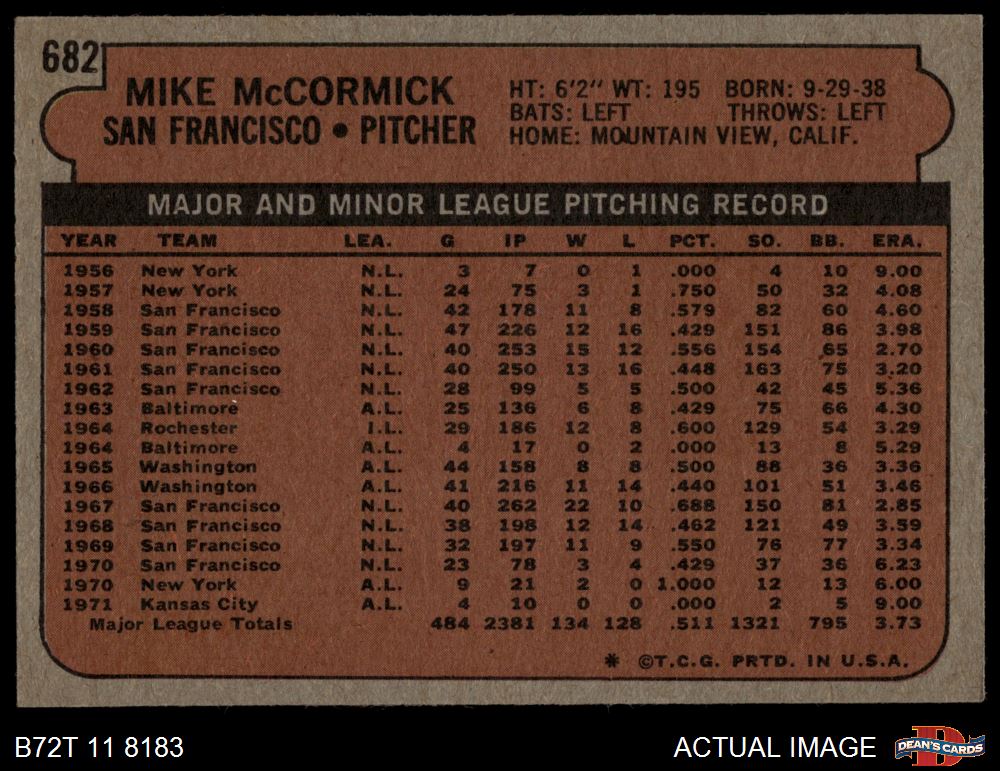 682
MIKE McCORMICK
SAN FRANCISCO • PITCHER
HT: 6'2" WT: 195 BORN: 9-29-38
BATS: LEFT THROWS: LEFT
HOME: MOUNTAIN VIEW, CALIF.
MAJOR AND MINOR LEAGUE PITCHING RECORD
YEAR TEAM LEA. G IP W L PCT. SO. BB. ERA.
1956 New York N.L. 3 7 0 1 .000 4 10 9.00
1957 New York N.L. 24 75 3 1 .750 50 32 4.08
1958 San Francisco N.L. 42 178 11 8 .579 82 60 4.60
1959 San Francisco N.L. 47 226 12 16 .429 151 86 3.98
1960 San Francisco N.L. 40 253 15 12 .556 154 65 2.70
1961 San Francisco N.L. 40 250 13 16 .448 163 75 3.20
1962 San Francisco N.L. 28 99 5 5 .500 42 45 5.36
1963 Baltimore A.L. 25 136 6 8 .429 75 66 4.30
1964 Rochester I.L. 29 186 12 8 .600 129 54 3.29
1964 Baltimore A.L. 4 17 0 2 .000 13 8 5.29
1965 Washington A.L. 44 158 8 8 .500 88 36 3.36
1966 Washington A.L. 41 216 11 14 .440 101 51 3.46
1967 San Francisco N.L. 40 262 22 10 .688 150 81 2.85
1968 San Francisco N.L. 38 198 12 14 .462 121 49 3.59
1969 San Francisco N.L. 32 197 11 9 .550 76 77 3.34
1970 San Francisco N.L. 23 78 3 4 .429 37 36 6.23
1970 New York A.L. 9 21 2 0 1.000 12 13 6.00
1971 Kansas City A.L. 4 10 0 0 .000 2 5 9.00
Major League Totals 484 2381 134 128 .511 1321 795 3.73
* ©T.C.G. PRTD. IN U.S.A.
B72T 11 8183
ACTUAL IMAGE
D
DEAN'S CARDS